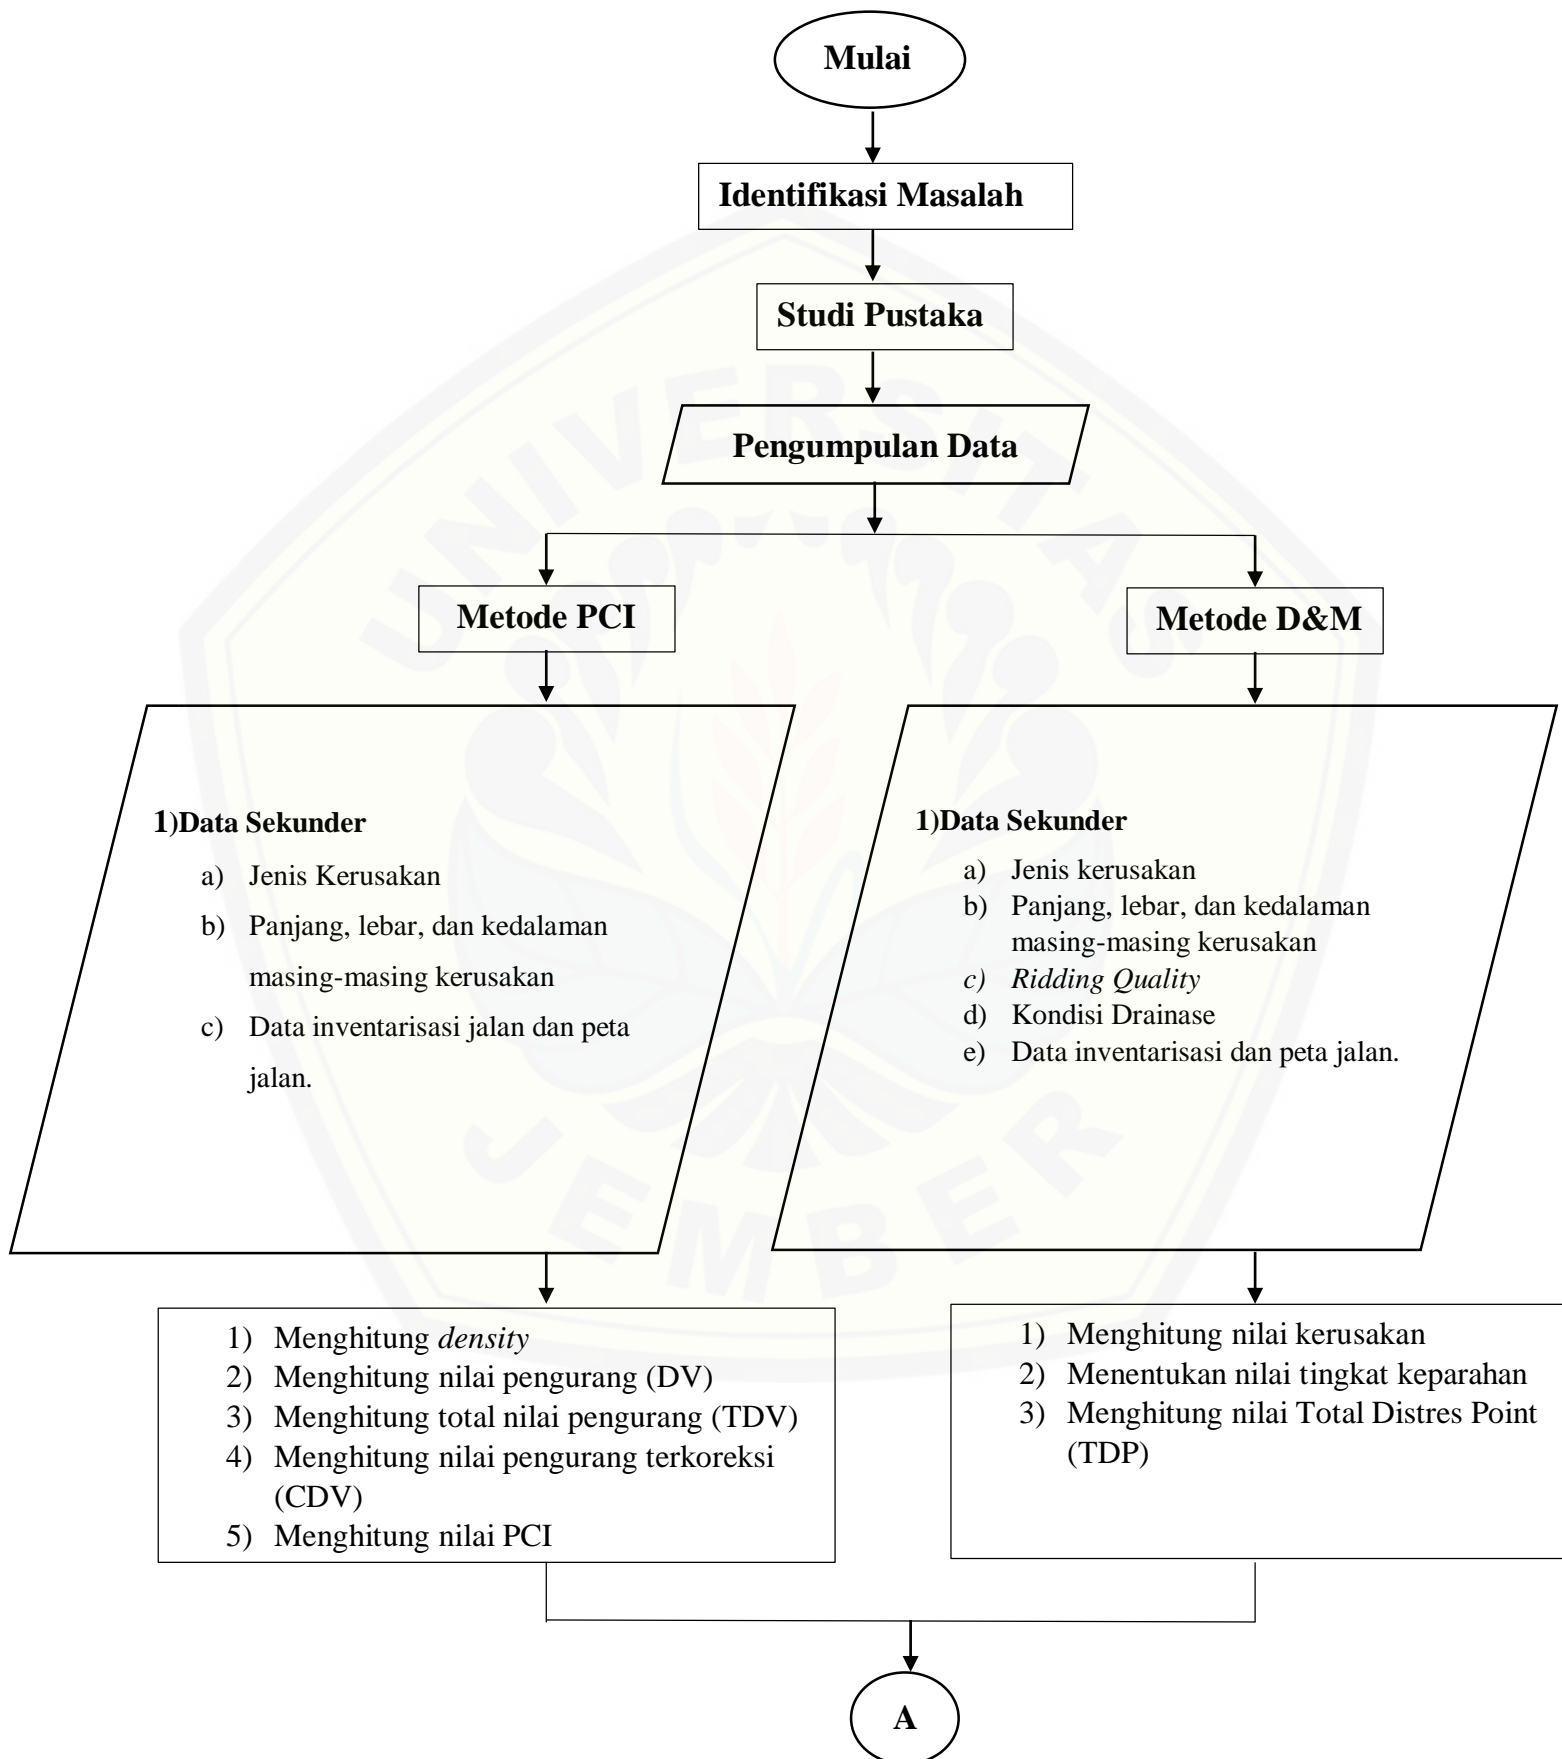 Mulai
Identifikasi Masalah
Studi Pustaka
Pengumpulan Data
Metode PCI
Metode D&M
1)Data Sekunder
a) Jenis Kerusakan
b) Panjang, lebar, dan kedalaman
masing-masing kerusakan
c) Data inventarisasi jalan dan peta
jalan.
1)Data Sekunder
a) Jenis kerusakan
b) Panjang, lebar, dan kedalaman
masing-masing kerusakan
c) Ridding Quality
d) Kondisi Drainase
e) Data inventarisasi dan peta jalan.
1) Menghitung density
2) Menghitung nilai pengurang (DV)
3) Menghitung total nilai pengurang (TDV)
4) Menghitung nilai pengurang terkoreksi
(CDV)
5) Menghitung nilai PCI
1) Menghitung nilai kerusakan
2) Menentukan nilai tingkat keparahan
3) Menghitung nilai Total Distres Point
(TDP)
A
UNIVERSITAS
JEMBER